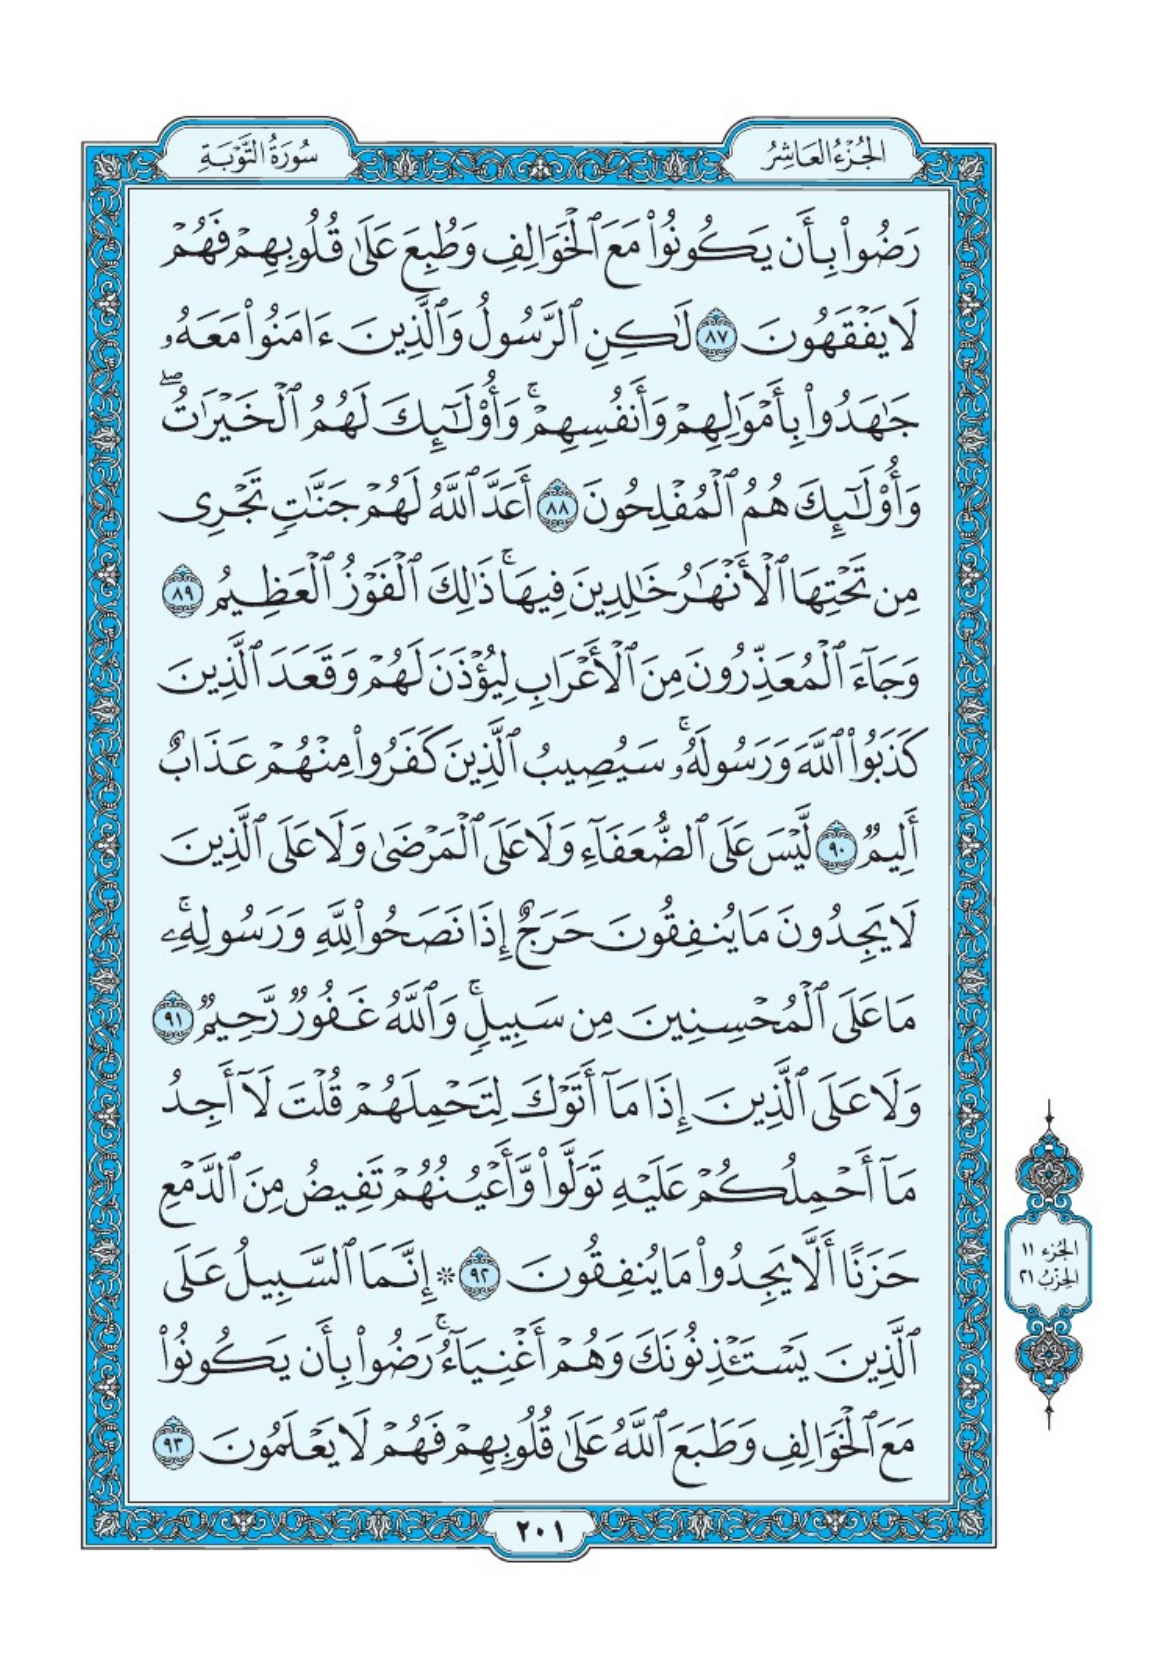 الجُزْءُ العَاشِرُ
سُورَةُ التَّوْبَةِ
رَضُوا۟ بِأَن يَكُونُوا۟ مَعَ ٱلْخَوَالِفِ وَطُبِعَ عَلَىٰ قُلُوبِهِمْ فَهُمْ
لَا يَفْقَهُونَ ٨٧ لَٰكِنِ ٱلرَّسُولُ وَٱلَّذِينَ ءَامَنُوا۟ مَعَهُۥ
جَٰهَدُوا۟ بِأَمْوَٰلِهِمْ وَأَنفُسِهِمْ ۚ وَأُو۟لَٰٓئِكَ لَهُمُ ٱلْخَيْرَٰتُ ۖ
وَأُو۟لَٰٓئِكَ هُمُ ٱلْمُفْلِحُونَ ٨٨ أَعَدَّ ٱللَّهُ لَهُمْ جَنَّٰتٍ تَجْرِى
مِن تَحْتِهَا ٱلْأَنْهَٰرُ خَٰلِدِينَ فِيهَا ۚ ذَٰلِكَ ٱلْفَوْزُ ٱلْعَظِيمُ ٨٩
وَجَآءَ ٱلْمُعَذِّرُونَ مِنَ ٱلْأَعْرَابِ لِيُؤْذَنَ لَهُمْ وَقَعَدَ ٱلَّذِينَ
كَذَبُوا۟ ٱللَّهَ وَرَسُولَهُۥ ۚ سَيُصِيبُ ٱلَّذِينَ كَفَرُوا۟ مِنْهُمْ عَذَابٌ
أَلِيمٌ ٩٠ لَّيْسَ عَلَى ٱلضُّعَفَآءِ وَلَا عَلَى ٱلْمَرْضَىٰ وَلَا عَلَى ٱلَّذِينَ
لَا يَجِدُونَ مَا يُنفِقُونَ حَرَجٌ إِذَا نَصَحُوا۟ لِلَّهِ وَرَسُولِهِۦ ۚ
مَا عَلَى ٱلْمُحْسِنِينَ مِن سَبِيلٍ ۚ وَٱللَّهُ غَفُورٌ رَّحِيمٌ ٩١
وَلَا عَلَى ٱلَّذِينَ إِذَا مَآ أَتَوْكَ لِتَحْمِلَهُمْ قُلْتَ لَآ أَجِدُ
مَآ أَحْمِلُكُمْ عَلَيْهِ تَوَلَّوا۟ وَّأَعْيُنُهُمْ تَفِيضُ مِنَ ٱلدَّمْعِ
حَزَنًا أَلَّا يَجِدُوا۟ مَا يُنفِقُونَ ٩٢ ۞ إِنَّمَا ٱلسَّبِيلُ عَلَى
ٱلَّذِينَ يَسْتَـْٔذِنُونَكَ وَهُمْ أَغْنِيَآءُ ۚ رَضُوا۟ بِأَن يَكُونُوا۟
مَعَ ٱلْخَوَالِفِ وَطَبَعَ ٱللَّهُ عَلَىٰ قُلُوبِهِمْ فَهُمْ لَا يَعْلَمُونَ ٩٣
الجُزء ١١
الحِزْبُ ٢١
٢٠١